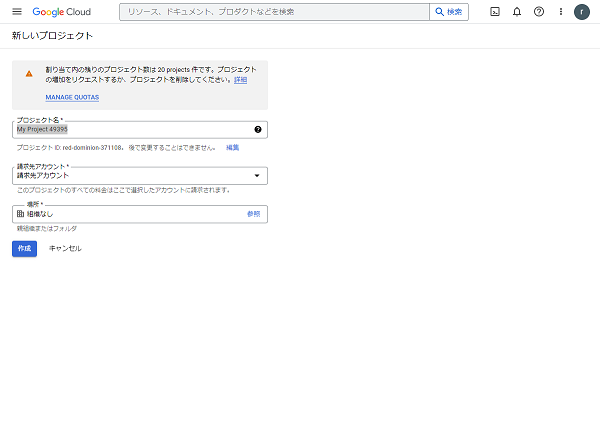 Google Cloud
リソース、ドキュメント、プロダクトなどを検索
検索
r
新しいプロジェクト
割り当て内の残りのプロジェクト数は 20 projects 件です。プロジェクト
の増加をリクエストするか、プロジェクトを削除してください。詳細
MANAGE QUOTAS
プロジェクト名 *
My Project 49395
プロジェクト ID: red-dominion-371108。 後で変更することはできません。 編集
請求先アカウント *
請求先アカウント
このプロジェクトのすべての料金はここで選択したアカウントに請求されます。
場所 *
組織なし
参照
親組織またはフォルダ
作成
キャンセル